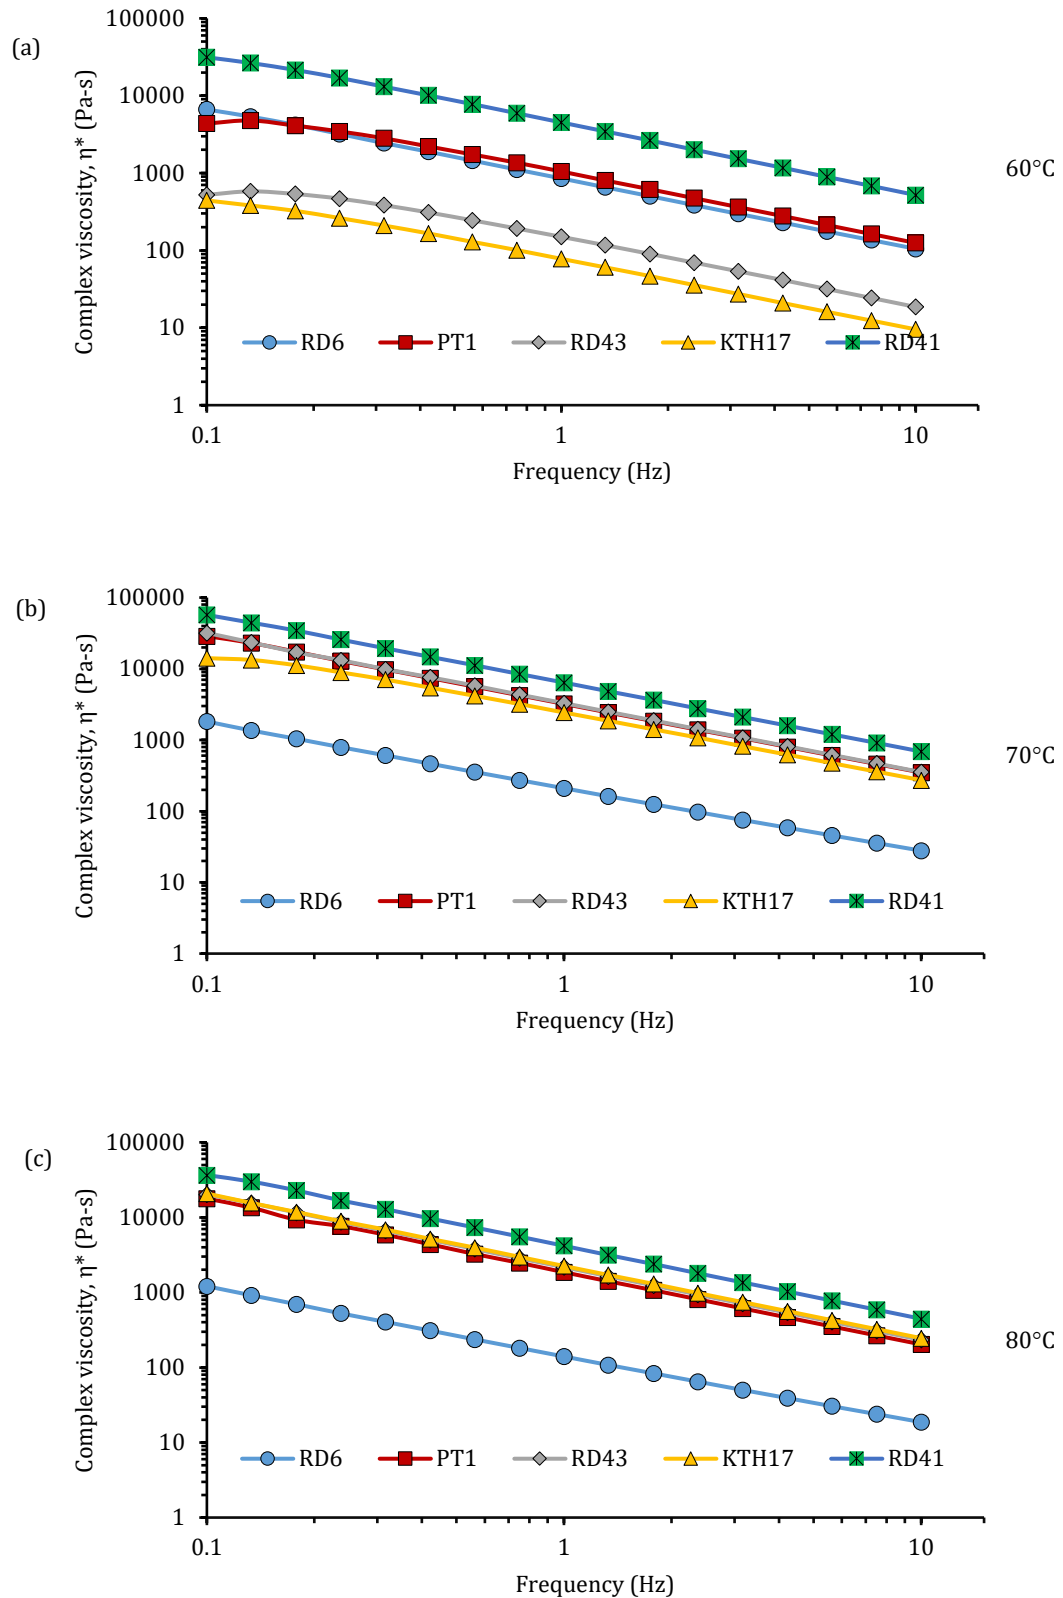 (a)
Complex viscosity, η* (Pa-s)
100000
10000
1000
100
10
1
RD6 PT1 RD43 KTH17 RD41
0.1 1 10
Frequency (Hz)
60°C
(b)
Complex viscosity, η* (Pa-s)
100000
10000
1000
100
10
1
RD6 PT1 RD43 KTH17 RD41
0.1 1 10
Frequency (Hz)
70°C
(c)
Complex viscosity, η* (Pa-s)
100000
10000
1000
100
10
1
RD6 PT1 RD43 KTH17 RD41
0.1 1 10
Frequency (Hz)
80°C